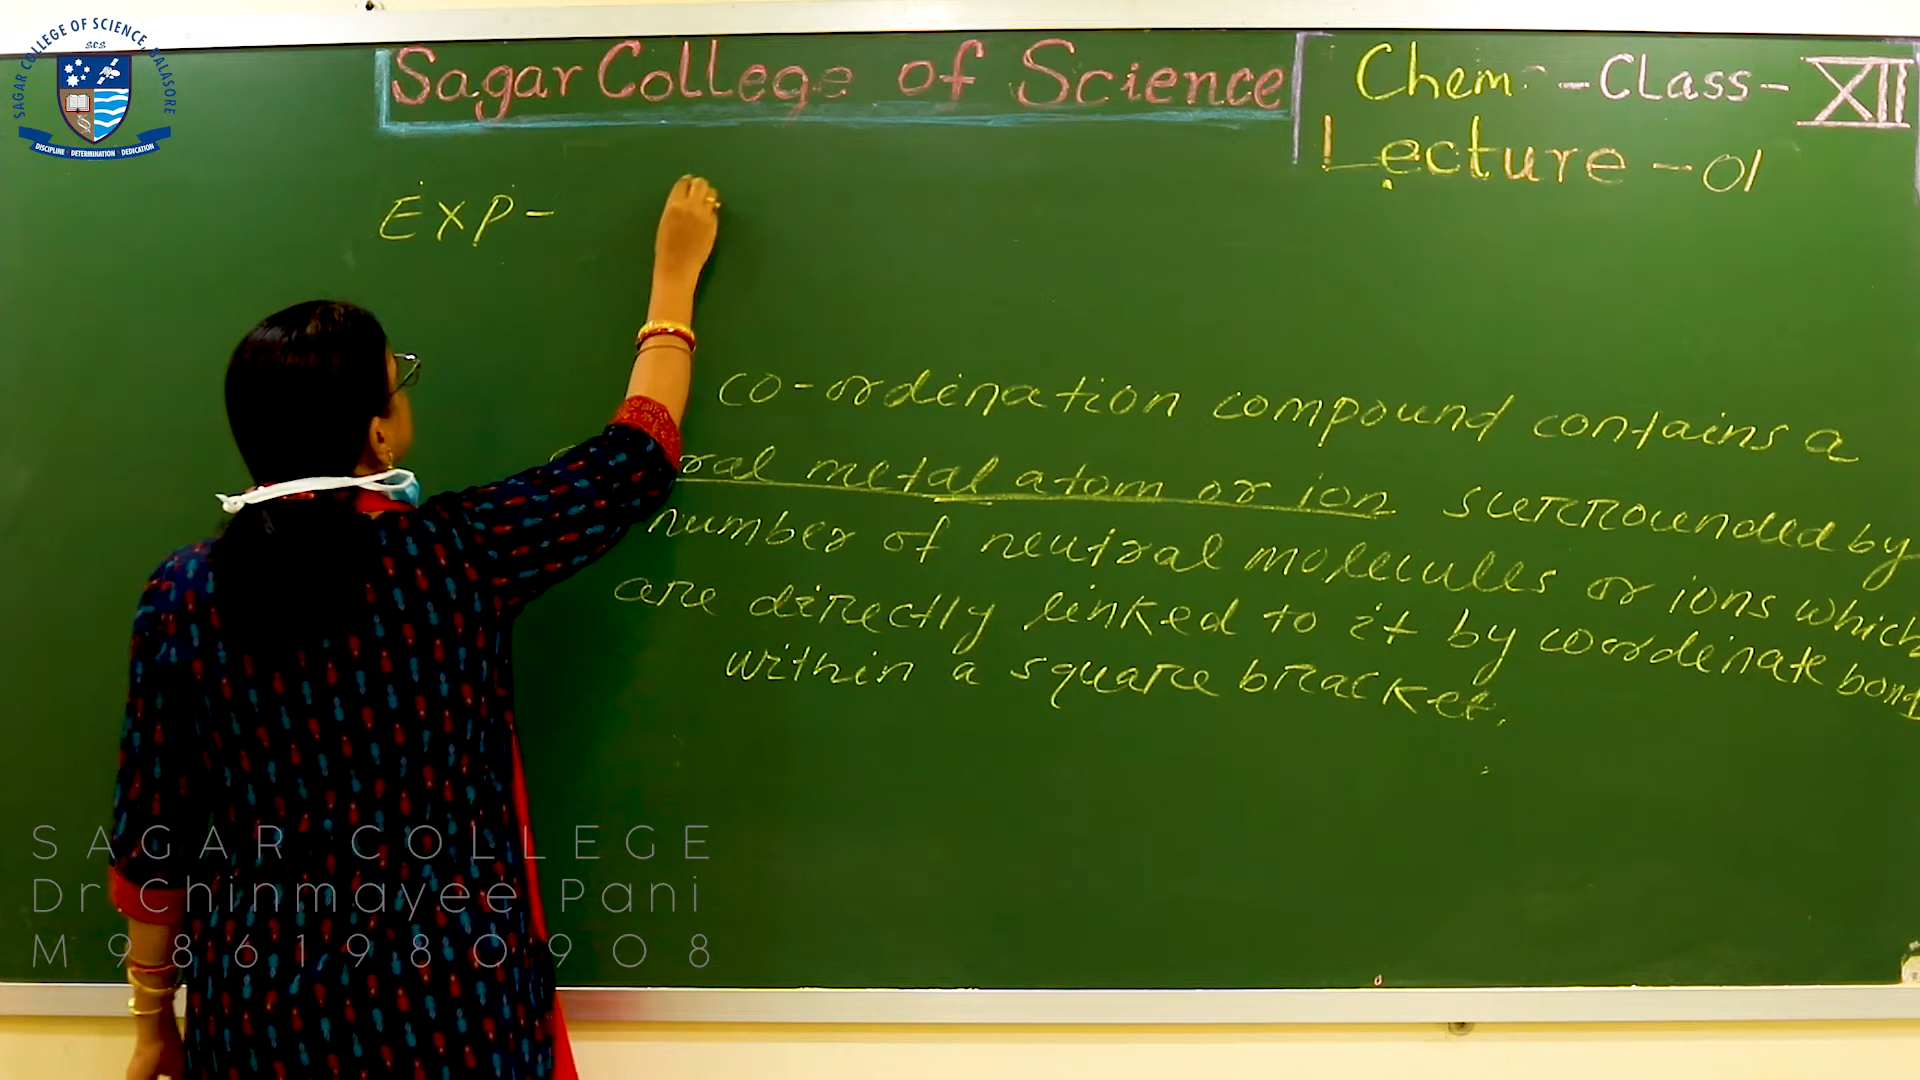 SAGAR COLLEGE OF SCIENCE, BALASORE
SCS
DISCIPLINE DETERMINATION DEDICATION
Sagar College of Science
Chem - Class - XII
Lecture - 01
EXP -
co-ordination compound contains a
ral metal atom or ion surrounded by
number of neutral molecules or ions which
are directly linked to it by coordinate bond
within a square bracket.
SAGAR COLLEGE
Dr.Chinmayee Pani
M 9861980908